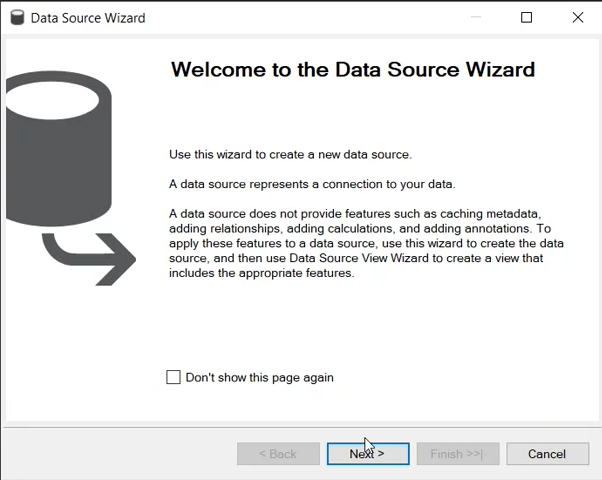 Data Source Wizard
Welcome to the Data Source Wizard
Use this wizard to create a new data source.
A data source represents a connection to your data.
A data source does not provide features such as caching metadata,
adding relationships, adding calculations, and adding annotations. To
apply these features to a data source, use this wizard to create the data
source, and then use Data Source View Wizard to create a view that
includes the appropriate features.
Don't show this page again
< Back
Next >
Finish >>|
Cancel